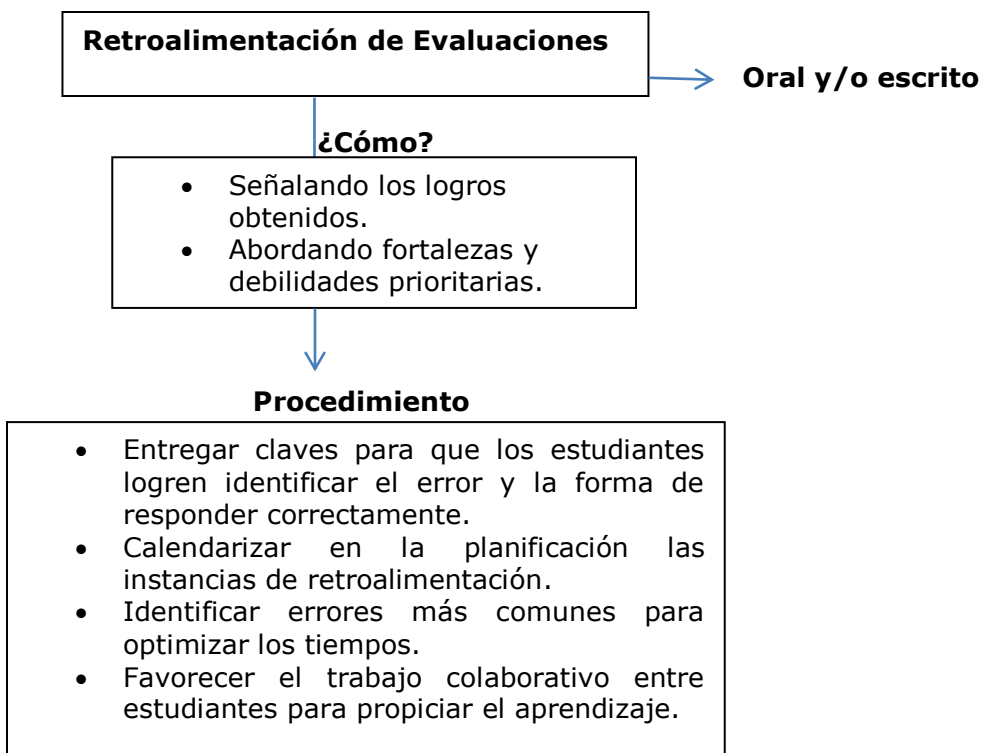 Retroalimentación de Evaluaciones
Oral y/o escrito
¿Cómo?
• Señalando los logros
obtenidos.
• Abordando fortalezas y
debilidades prioritarias.
Procedimiento
• Entregar claves para que los estudiantes
logren identificar el error y la forma de
responder correctamente.
• Calendarizar en la planificación las
instancias de retroalimentación.
• Identificar errores más comunes para
optimizar los tiempos.
• Favorecer el trabajo colaborativo entre
estudiantes para propiciar el aprendizaje.